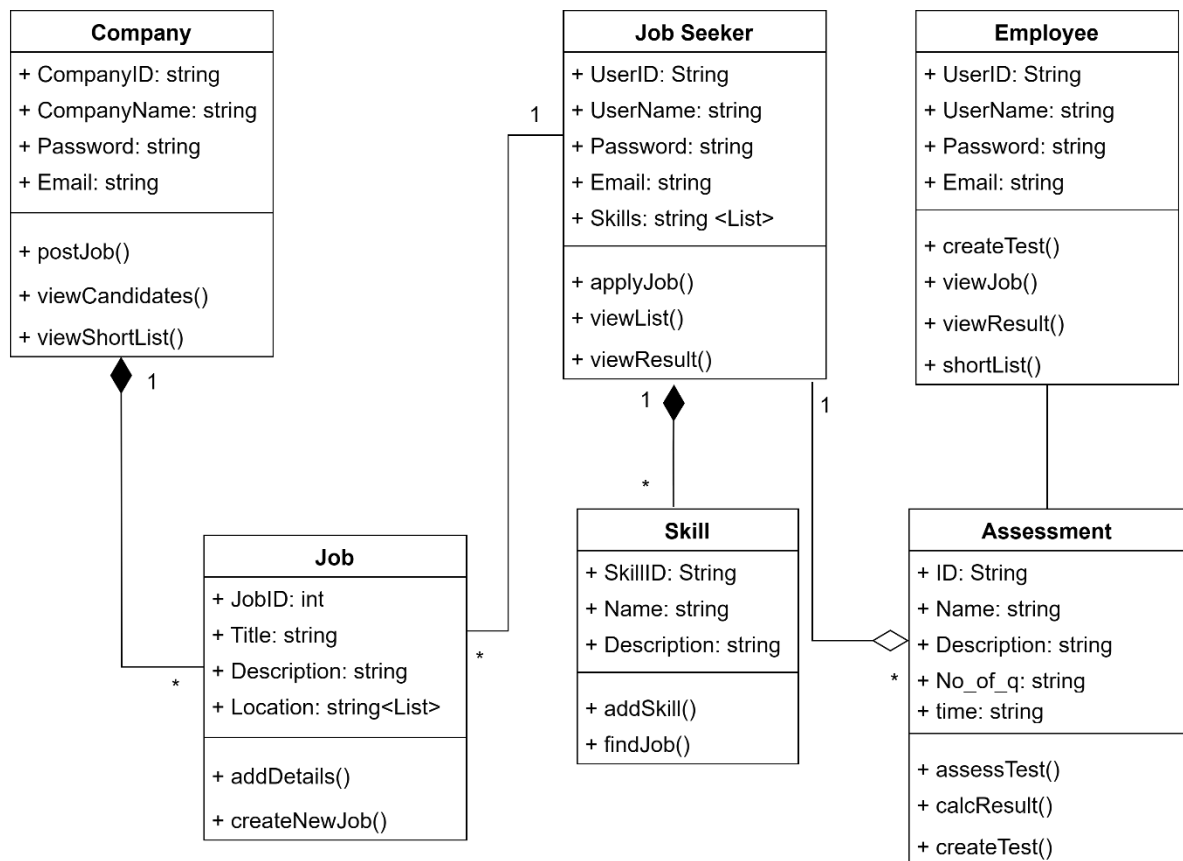 Company
+ CompanyID: string
+ CompanyName: string
+ Password: string
+ Email: string
+ postJob()
+ viewCandidates()
+ viewShortList()
1
*
Job Seeker
+ UserID: String
+ UserName: string
+ Password: string
+ Email: string
+ Skills: string <List>
+ applyJob()
+ viewList()
+ viewResult()
1
*
1
*
1
*
Employee
+ UserID: String
+ UserName: string
+ Password: string
+ Email: string
+ createTest()
+ viewJob()
+ viewResult()
+ shortList()
Job
+ JobID: int
+ Title: string
+ Description: string
+ Location: string<List>
+ addDetails()
+ createNewJob()
Skill
+ SkillID: String
+ Name: string
+ Description: string
+ addSkill()
+ findJob()
Assessment
+ ID: String
+ Name: string
+ Description: string
+ No_of_q: string
+ time: string
+ assessTest()
+ calcResult()
+ createTest()